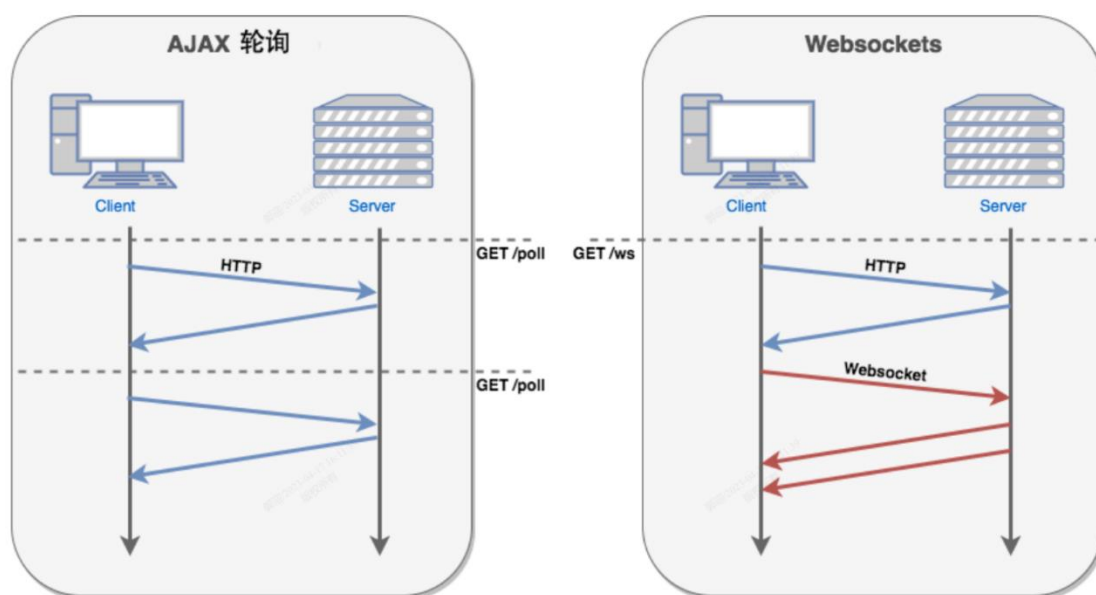 AJAX 轮询
Client
Server
GET /poll
HTTP
GET /poll
Websockets
Client
Server
GET /ws
HTTP
Websocket